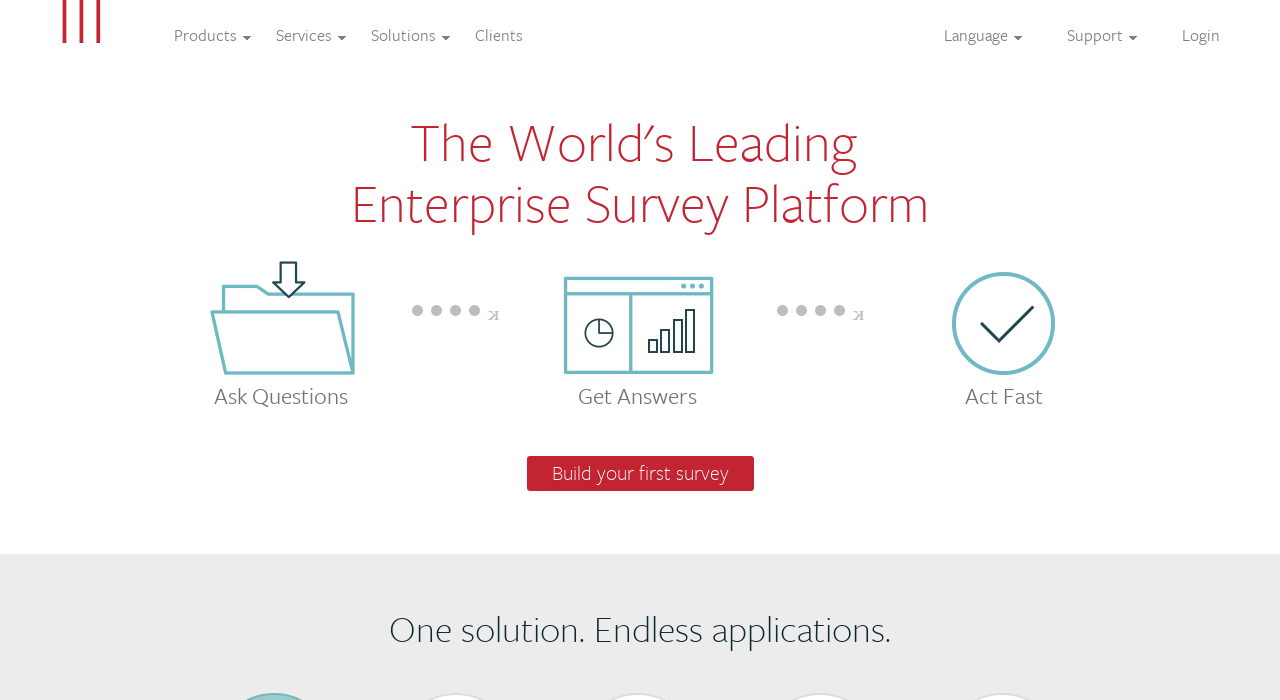 Products
Services
Solutions
Clients
Language
Support
Login
The World's Leading
Enterprise Survey Platform
ĸ
ĸ
Ask Questions
Get Answers
Act Fast
Build your first survey
One solution. Endless applications.